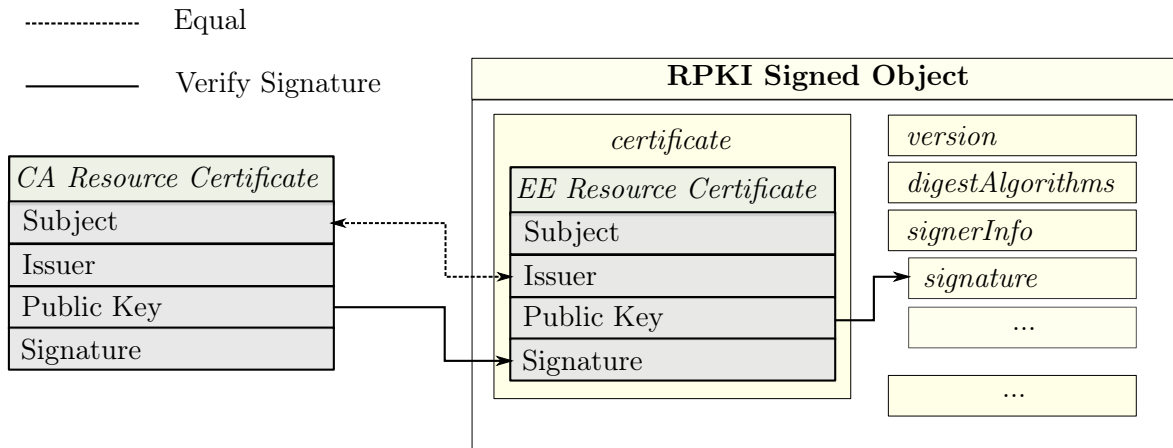 Equal
Verify Signature
RPKI Signed Object
certificate
version
digestAlgorithms
signerInfo
signature
...
...
CA Resource Certificate
Subject
Issuer
Public Key
Signature
EE Resource Certificate
Subject
Issuer
Public Key
Signature